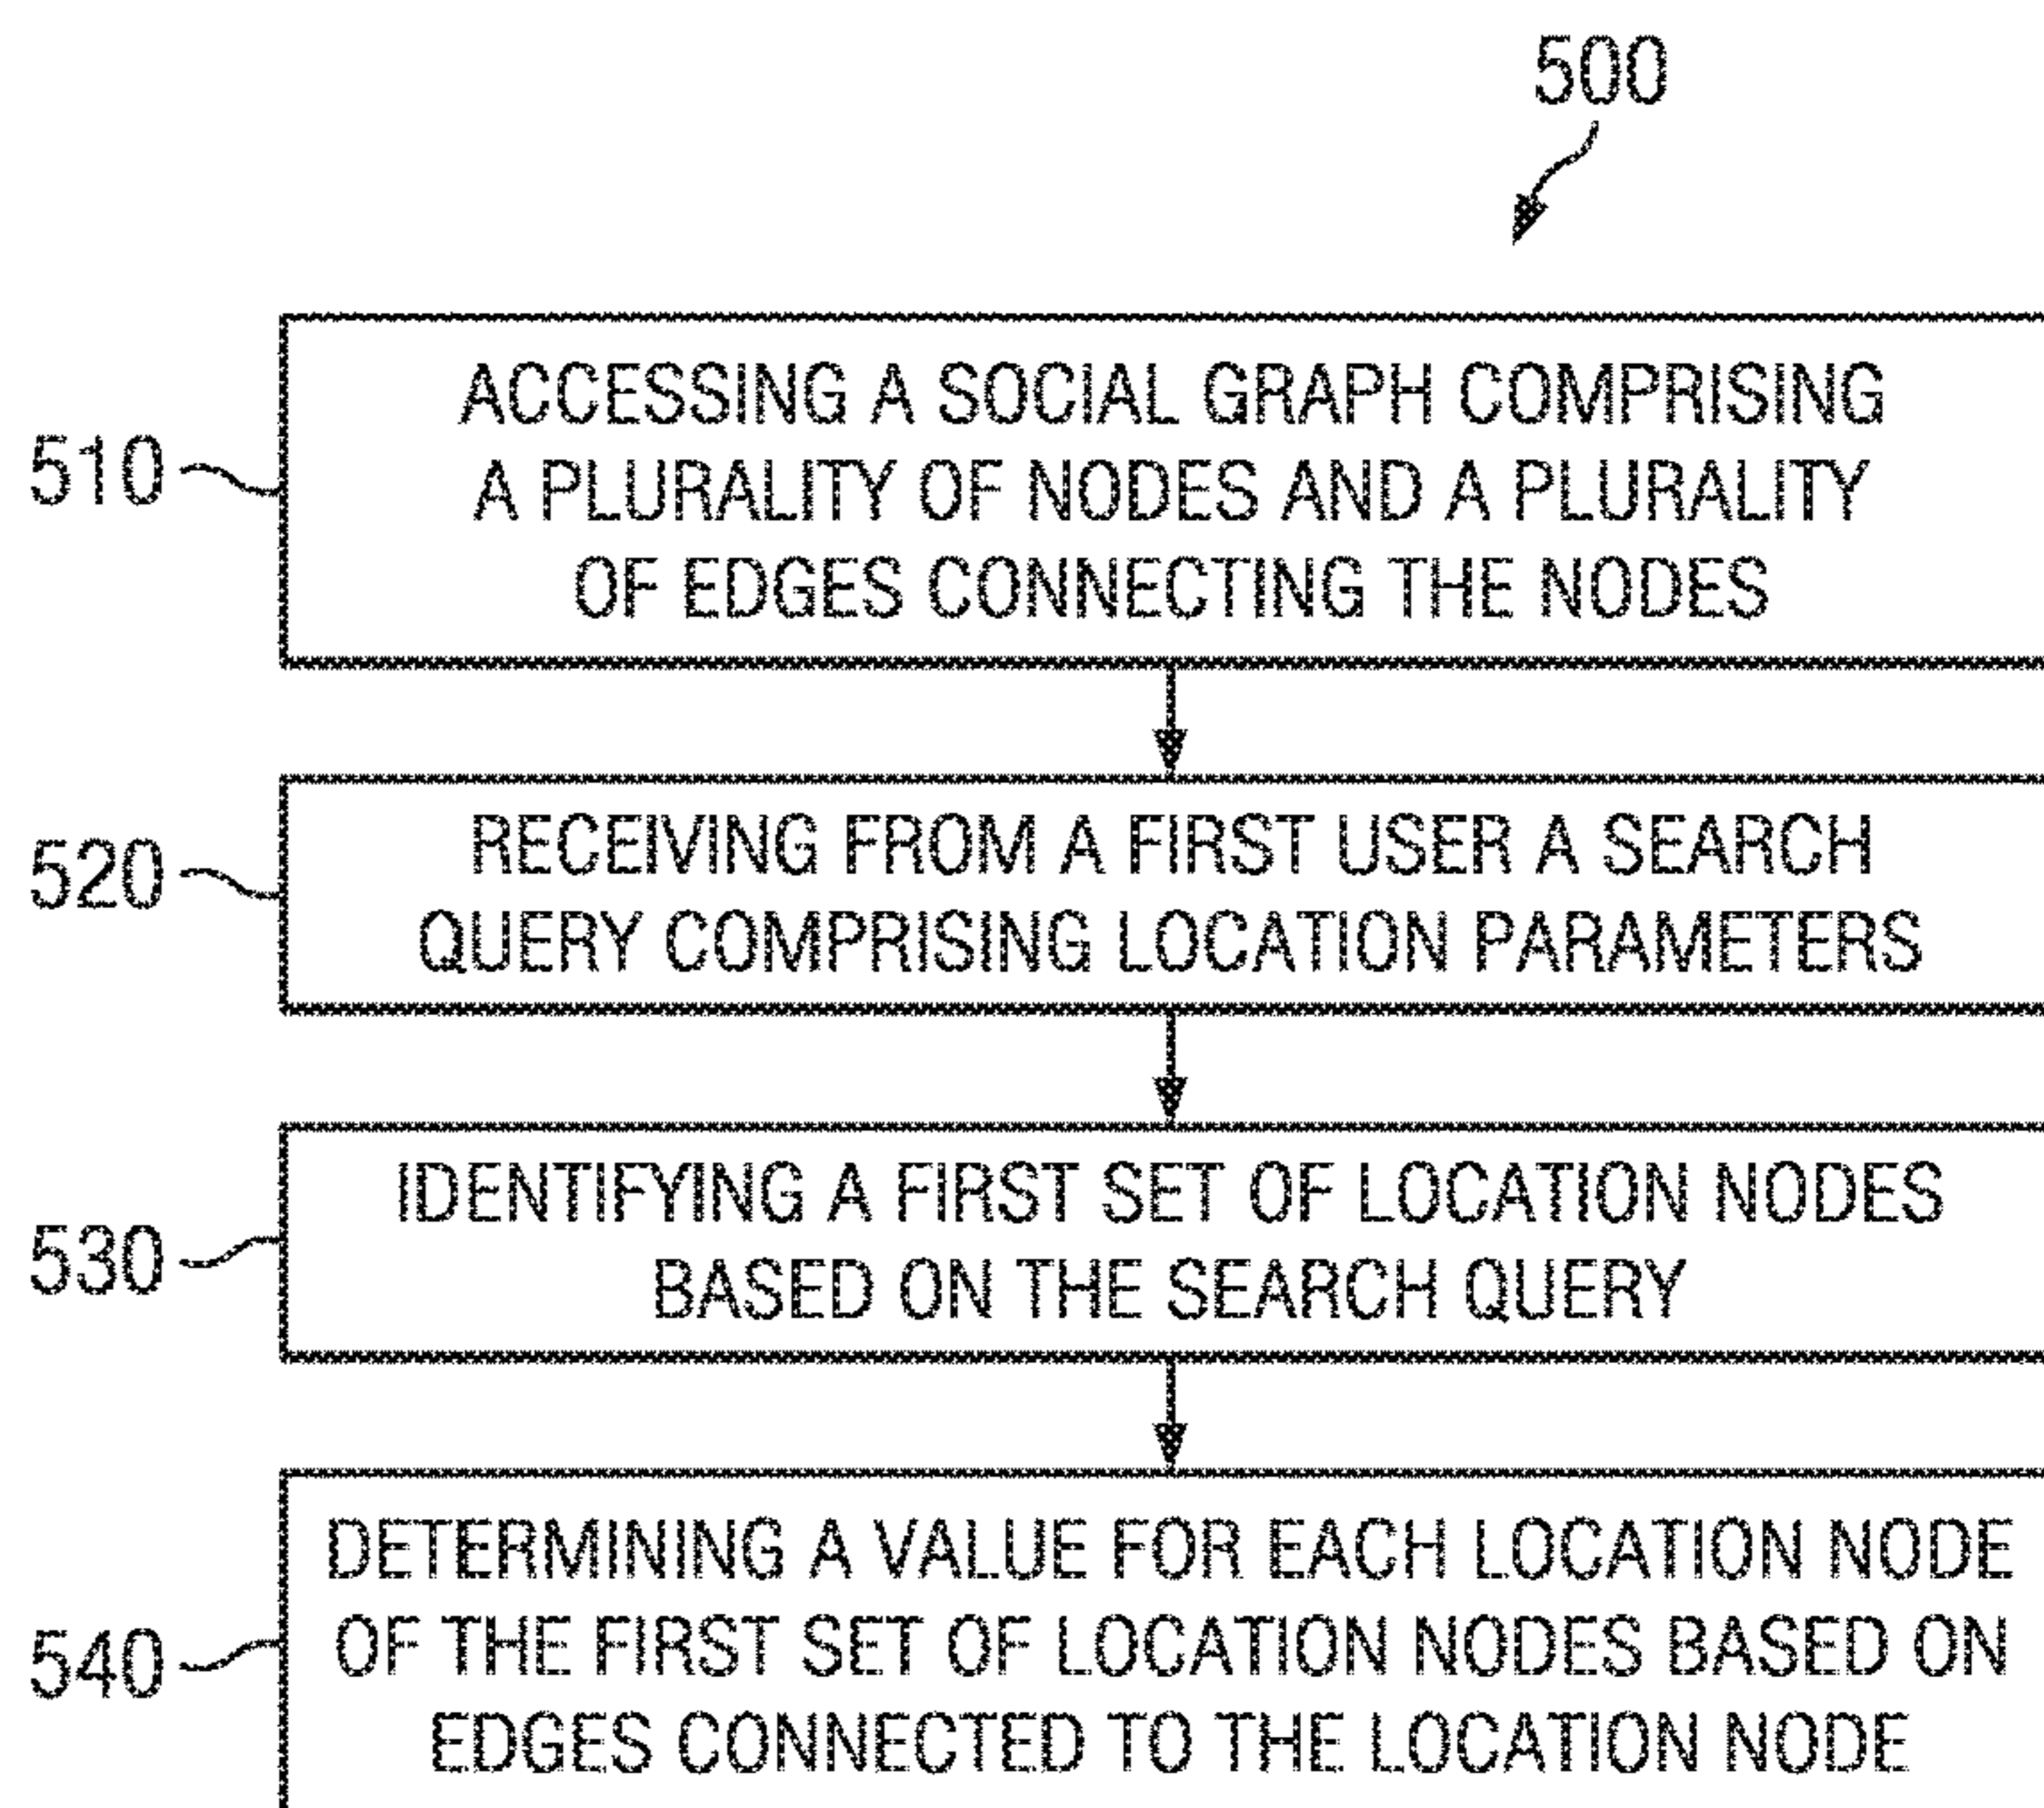 500
510
ACCESSING A SOCIAL GRAPH COMPRISING
A PLURALITY OF NODES AND A PLURALITY
OF EDGES CONNECTING THE NODES
520
RECEIVING FROM A FIRST USER A SEARCH
QUERY COMPRISING LOCATION PARAMETERS
530
IDENTIFYING A FIRST SET OF LOCATION NODES
BASED ON THE SEARCH QUERY
540
DETERMINING A VALUE FOR EACH LOCATION NODE
OF THE FIRST SET OF LOCATION NODES BASED ON
EDGES CONNECTED TO THE LOCATION NODE